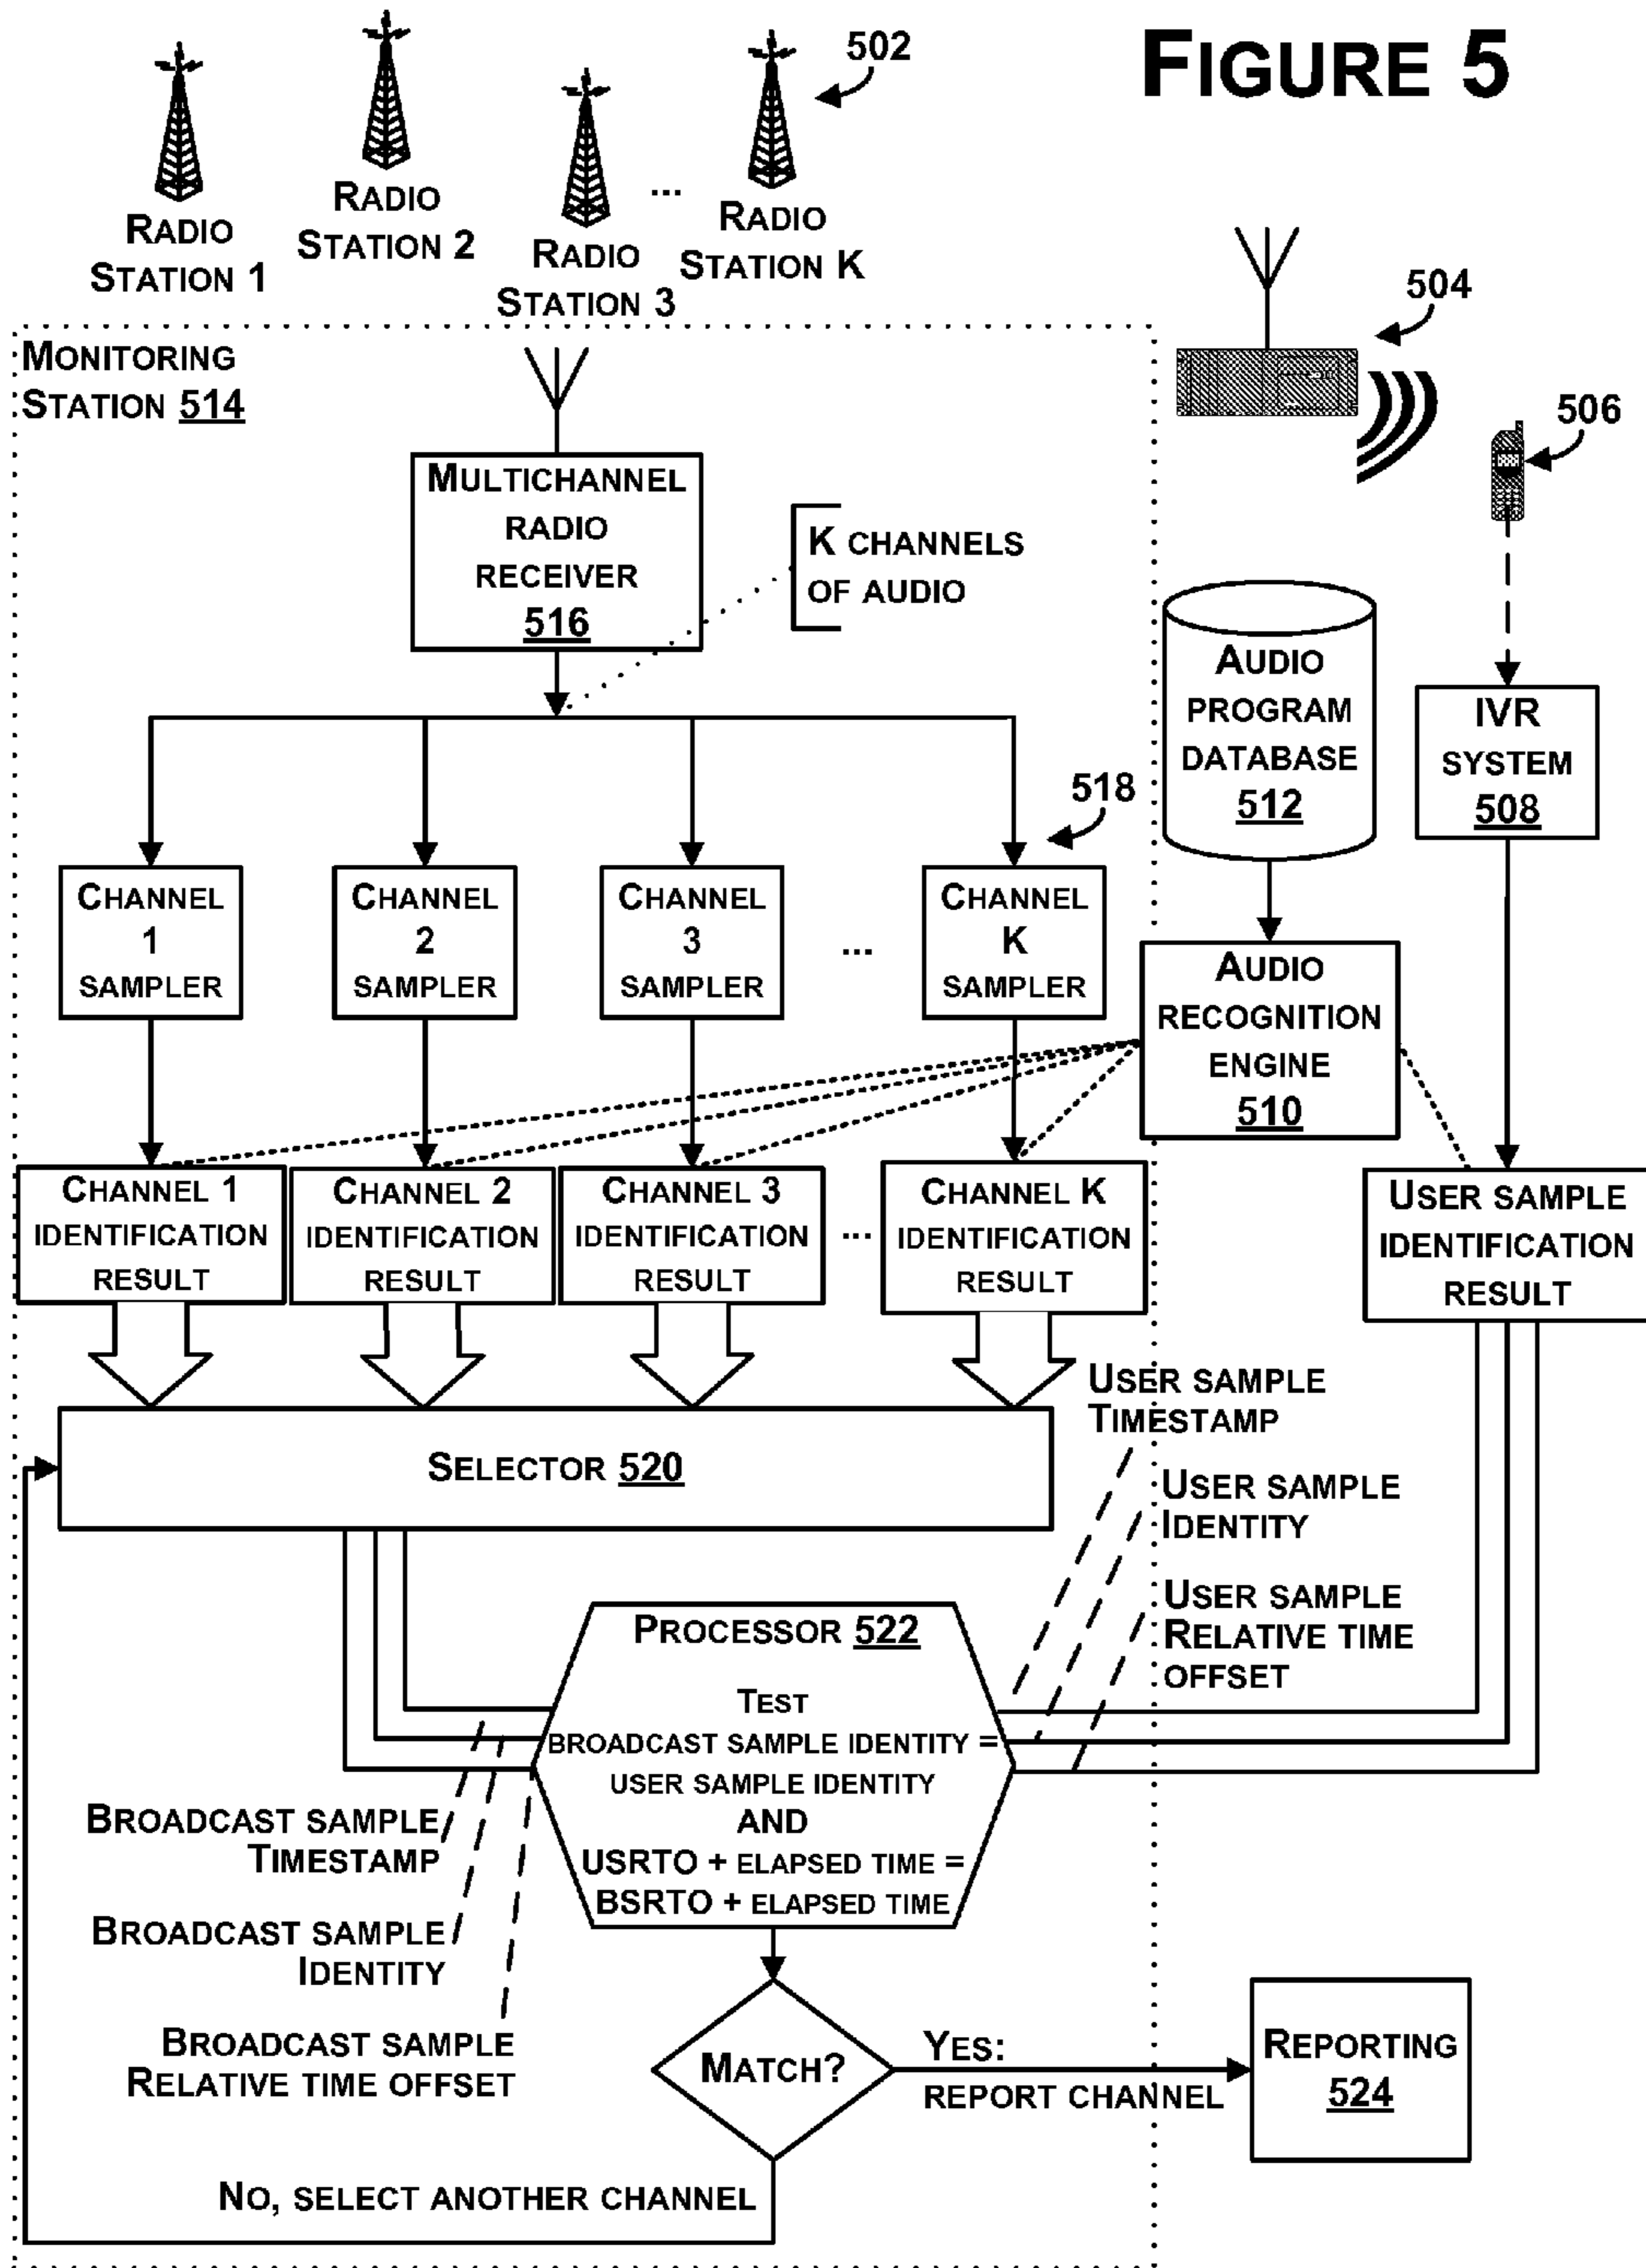 FIGURE 5
502
RADIO
STATION 1
RADIO
STATION 2
RADIO
STATION 3
...
RADIO
STATION K
504
506
MONITORING
STATION 514
MULTICHANNEL
RADIO
RECEIVER
516
K CHANNELS
OF AUDIO
AUDIO
PROGRAM
DATABASE
512
IVR
SYSTEM
508
518
CHANNEL
1
SAMPLER
CHANNEL
2
SAMPLER
CHANNEL
3
SAMPLER
...
CHANNEL
K
SAMPLER
AUDIO
RECOGNITION
ENGINE
510
CHANNEL 1
IDENTIFICATION
RESULT
CHANNEL 2
IDENTIFICATION
RESULT
CHANNEL 3
IDENTIFICATION
RESULT
...
CHANNEL K
IDENTIFICATION
RESULT
USER SAMPLE
IDENTIFICATION
RESULT
SELECTOR 520
USER SAMPLE
TIMESTAMP
USER SAMPLE
IDENTITY
USER SAMPLE
RELATIVE TIME
OFFSET
PROCESSOR 522
TEST
BROADCAST SAMPLE IDENTITY =
USER SAMPLE IDENTITY
AND
USRTO + ELAPSED TIME =
BSRTO + ELAPSED TIME
BROADCAST SAMPLE
TIMESTAMP
BROADCAST SAMPLE
IDENTITY
BROADCAST SAMPLE
RELATIVE TIME OFFSET
MATCH?
YES:
REPORT CHANNEL
REPORTING
524
NO, SELECT ANOTHER CHANNEL